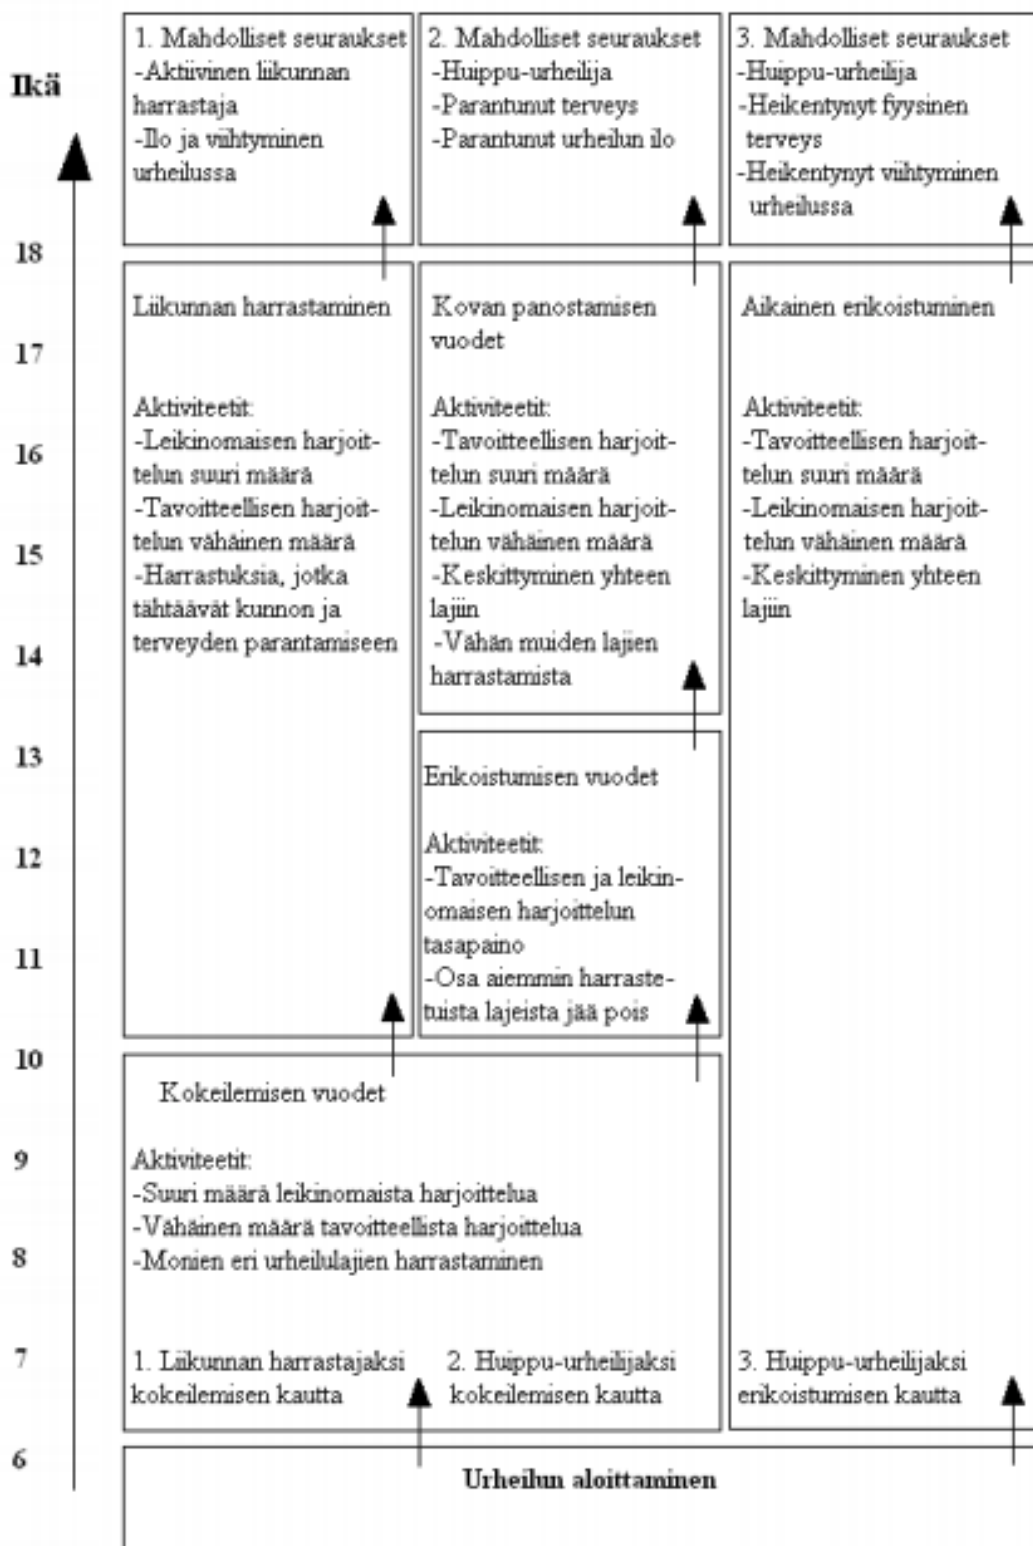 Ikä
18
17
16
15
14
13
12
11
10
9
8
7
6
1. Mahdolliset seuraukset
-Aktiivinen liikunnan
harrastaja
-Ilo ja viihtyminen
urheilussa
2. Mahdolliset seuraukset
-Huippu-urheilija
-Parantunut terveys
-Parantunut urheilun ilo
3. Mahdolliset seuraukset
-Huippu-urheilija
-Heikentynyt fyysinen
terveys
-Heikentynyt viihtyminen
urheilussa
Liikunnan harrastaminen
Aktiviteetit:
-Leikinomaisen harjoit-
telun suuri määrä
-Tavoitteellisen harjoit-
telun vähäinen määrä
-Harrastuksia, jotka
tähtäävät kunnon ja
terveyden parantamiseen
Kovan panostamisen
vuodet
Aktiviteetit:
-Tavoitteellisen harjoit-
telun suuri määrä
-Leikinomaisen harjoit-
telun vähäinen määrä
-Keskittyminen yhteen
lajiin
-Vähän muiden lajien
harrastamista
Aikainen erikoistuminen
Aktiviteetit:
-Tavoitteellisen harjoit-
telun suuri määrä
-Leikinomaisen harjoit-
telun vähäinen määrä
-Keskittyminen yhteen
lajiin
Erikoistumisen vuodet
Aktiviteetit:
-Tavoitteellisen ja leikin-
omaisen harjoittelun
tasapaino
-Osa aiemmin harraste-
tuista lajeista jää pois
Kokeilemisen vuodet
Aktiviteetit:
-Suuri määrä leikinomaista harjoittelua
-Vähäinen määrä tavoitteellista harjoittelua
-Monien eri urheilulajien harrastaminen
1. Liikunnan harrastajaksi
kokeilemisen kautta
2. Huippu-urheilijaksi
kokeilemisen kautta
3. Huippu-urheilijaksi
erikoistumisen kautta
Urheilun aloittaminen